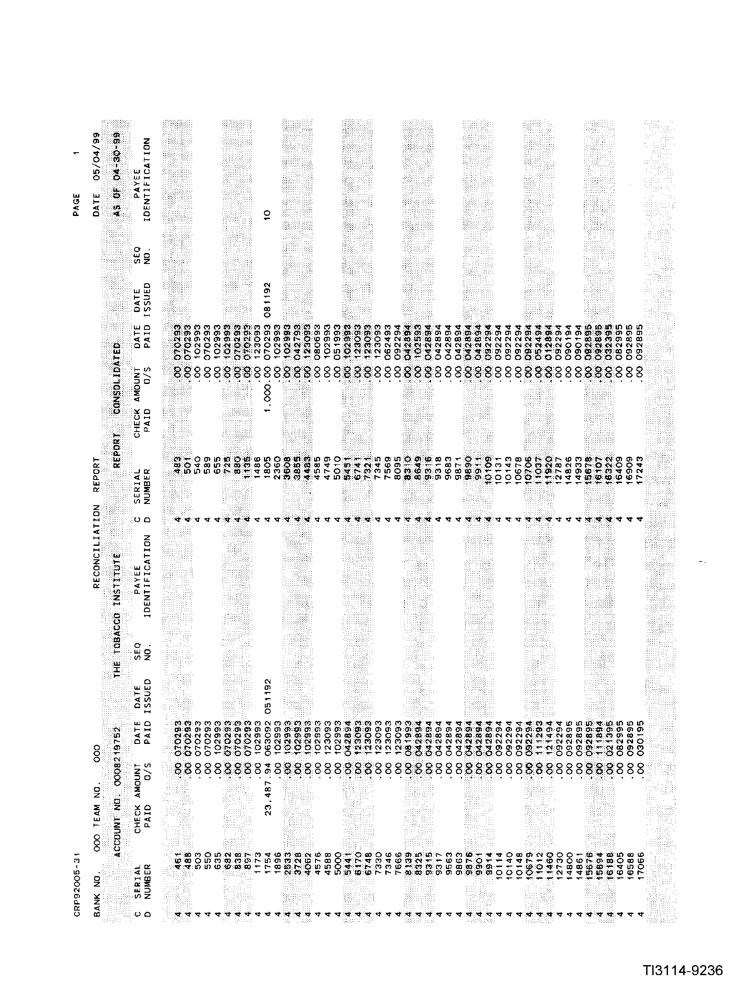 CRP92005-31 PAGE 1
BANK NO. 000 TEAM NO. 000 RECONCILIATION REPORT DATE 05/04/99
ACCOUNT NO. 0008219752 THE TOBACCO INSTITUTE REPORT CONSOLIDATED AS OF 04-30-99
C SERIAL CHECK AMOUNT DATE DATE SEQ PAYEE C SERIAL CHECK AMOUNT DATE DATE SEQ PAYEE
D NUMBER PAID O/S PAID ISSUED NO. IDENTIFICATION D NUMBER PAID O/S PAID ISSUED NO. IDENTIFICATION
4 461 .00 070293 4 483 .00 070293
4 488 .00 070293 4 501 .00 070293
4 503 .00 070293 4 540 .00 102993
4 550 .00 070293 4 589 .00 070293
4 635 .00 102993 4 655 .00 102993
4 682 .00 070293 4 725 .00 102993
4 838 .00 070293 4 880 .00 070293
4 897 .00 070293 4 1135 .00 070293
4 1173 .00 102993 4 1486 .00 123093
4 1754 23,487.94 063092 051192 4 1805 1,000.00 070293 081192 10
4 1896 .00 102993 4 2360 .00 102993
4 2533 .00 102993 4 3608 .00 102993
4 3728 .00 102993 4 3855 .00 042793
4 4062 .00 102993 4 4483 .00 123093
4 4576 .00 102993 4 4585 .00 080693
4 4588 .00 123093 4 4749 .00 102993
4 5000 .00 102993 4 5010 .00 051993
4 5441 .00 042894 4 5451 .00 102993
4 6170 .00 123093 4 6741 .00 123093
4 6748 .00 123093 4 7321 .00 123093
4 7330 .00 123093 4 7345 .00 123093
4 7346 .00 123093 4 7569 .00 062493
4 7666 .00 123093 4 8095 .00 092294
4 8139 .00 081993 4 8310 .00 042894
4 8325 .00 042894 4 8649 .00 102593
4 9315 .00 042894 4 9316 .00 042894
4 9317 .00 042894 4 9318 .00 042894
4 9563 .00 042894 4 9683 .00 042894
4 9863 .00 042894 4 9871 .00 042894
4 9876 .00 042894 4 9890 .00 042894
4 9901 .00 042894 4 9911 .00 042894
4 9914 .00 042894 4 10109 .00 092294
4 10114 .00 092294 4 10131 .00 092294
4 10140 .00 092294 4 10143 .00 092294
4 10148 .00 092294 4 10678 .00 092294
4 10679 .00 092294 4 10706 .00 092294
4 11012 .00 111293 4 11037 .00 052494
4 11460 .00 121494 4 11920 .00 012894
4 12730 .00 092294 4 12787 .00 092294
4 14800 .00 092895 4 14826 .00 090194
4 14861 .00 092895 4 14933 .00 090194
4 15676 .00 092895 4 15678 .00 092895
4 15894 .00 111894 4 16107 .00 092895
4 16188 .00 021395 4 16322 .00 032395
4 16405 .00 082995 4 16409 .00 082995
4 16588 .00 092895 4 16909 .00 092895
4 17066 .00 030195 4 17243 .00 092895
TI3114-9236